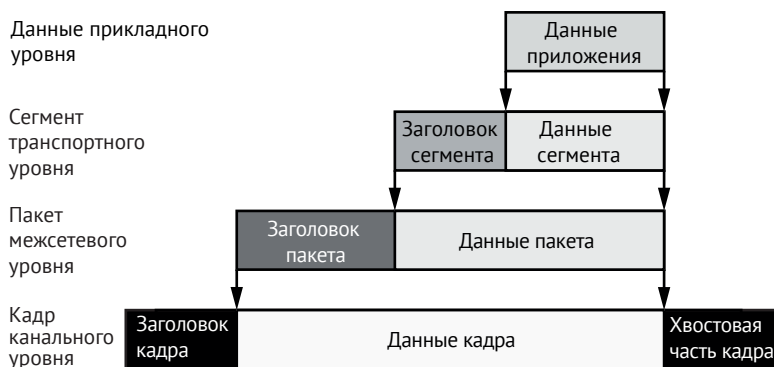 Данные прикладного
уровня
Данные
приложения
Сегмент
транспортного
уровня
Заголовок
сегмента
Данные
сегмента
Пакет
межсетевого
уровня
Заголовок
пакета
Данные пакета
Кадр
канального
уровня
Заголовок
кадра
Данные кадра
Хвостовая
часть кадра